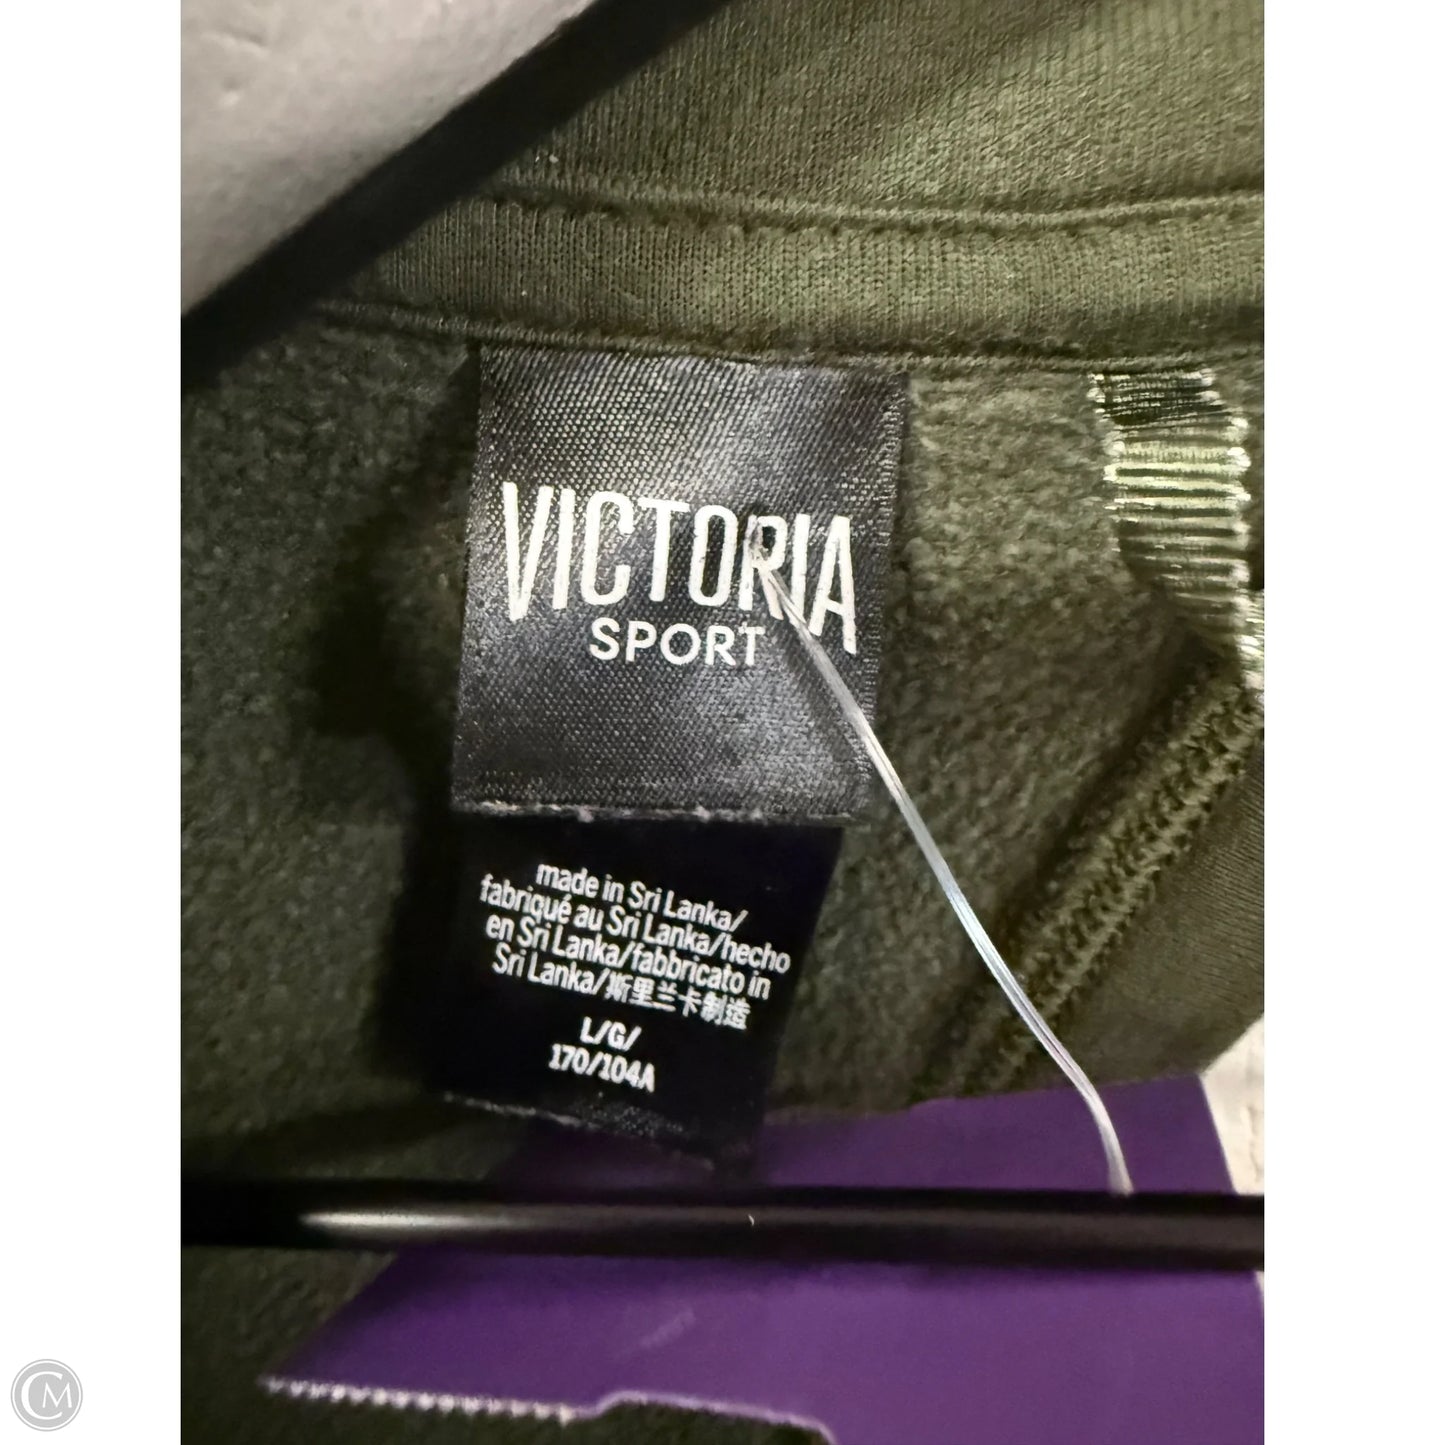 VICTORIA
SPORT
made in Sri Lanka/
fabriqué au Sri Lanka/hecho
en Sri Lanka/fabbricato in
Sri Lanka/斯里兰卡制造
L/G/
170/104A
CM